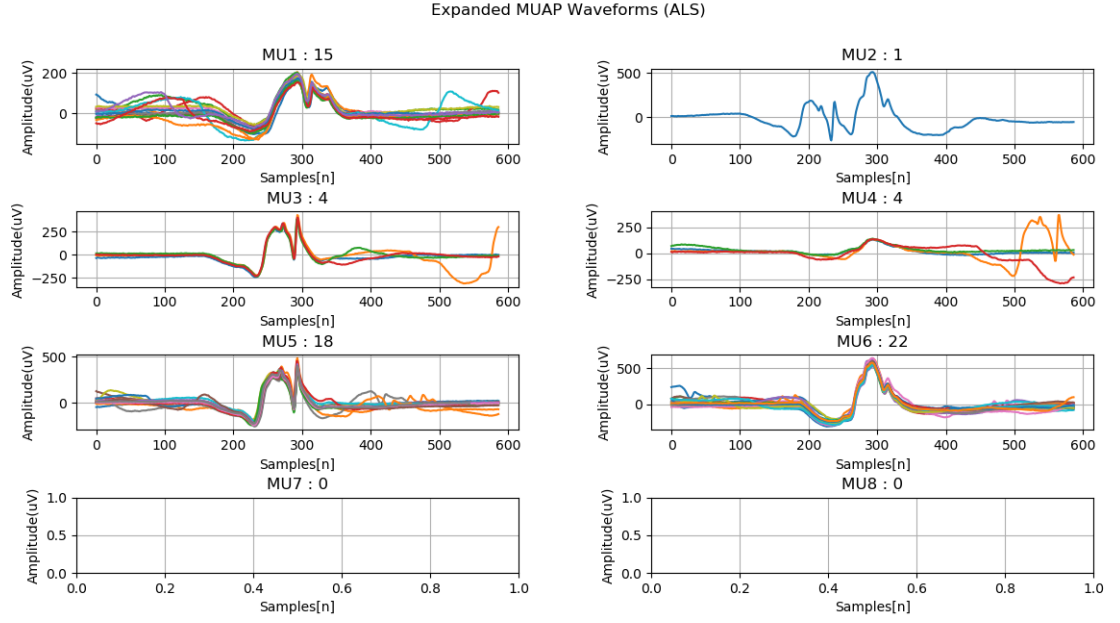 Expanded MUAP Waveforms (ALS)
MU1 : 15
Amplitude(uV)
200
0
0 100 200 300 400 500 600
Samples[n]
MU2 : 1
Amplitude(uV)
500
0
0 100 200 300 400 500 600
Samples[n]
MU3 : 4
Amplitude(uV)
250
0
−250
0 100 200 300 400 500 600
Samples[n]
MU4 : 4
Amplitude(uV)
250
0
−250
0 100 200 300 400 500 600
Samples[n]
MU5 : 18
Amplitude(uV)
500
0
0 100 200 300 400 500 600
Samples[n]
MU6 : 22
Amplitude(uV)
500
0
0 100 200 300 400 500 600
Samples[n]
MU7 : 0
Amplitude(uV)
1.0
0.5
0.0
0.0 0.2 0.4 0.6 0.8 1.0
Samples[n]
MU8 : 0
Amplitude(uV)
1.0
0.5
0.0
0.0 0.2 0.4 0.6 0.8 1.0
Samples[n]